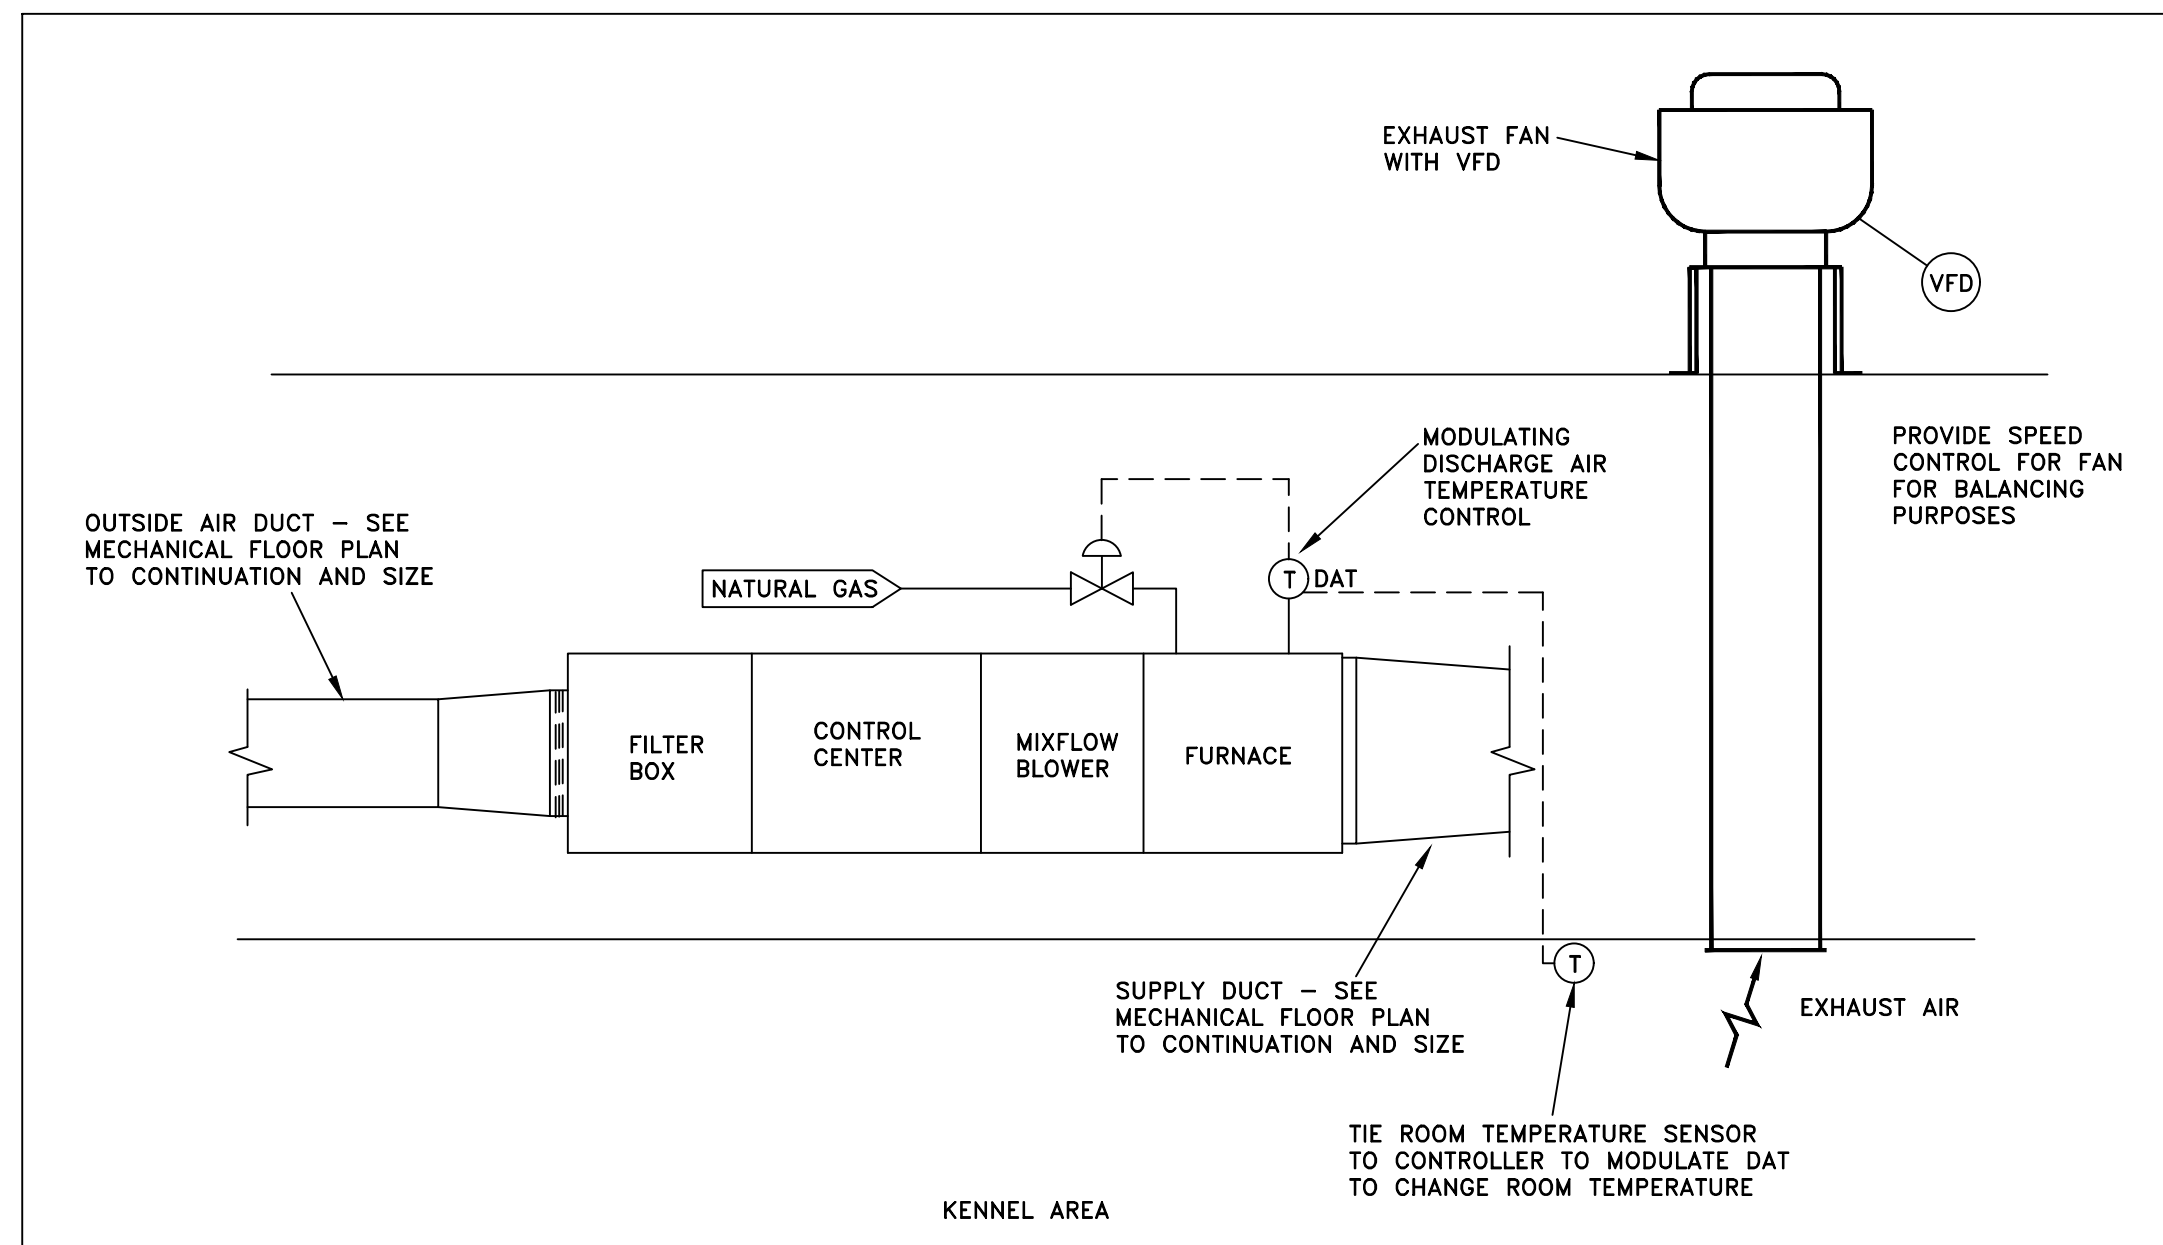 EXHAUST FAN
WITH VFD
VFD
MODULATING
DISCHARGE AIR
TEMPERATURE
CONTROL
PROVIDE SPEED
CONTROL FOR FAN
FOR BALANCING
PURPOSES
OUTSIDE AIR DUCT – SEE
MECHANICAL FLOOR PLAN
TO CONTINUATION AND SIZE
NATURAL GAS
T DAT
FILTER
BOX
CONTROL
CENTER
MIXFLOW
BLOWER
FURNACE
T
SUPPLY DUCT – SEE
MECHANICAL FLOOR PLAN
TO CONTINUATION AND SIZE
EXHAUST AIR
TIE ROOM TEMPERATURE SENSOR
TO CONTROLLER TO MODULATE DAT
TO CHANGE ROOM TEMPERATURE
KENNEL AREA